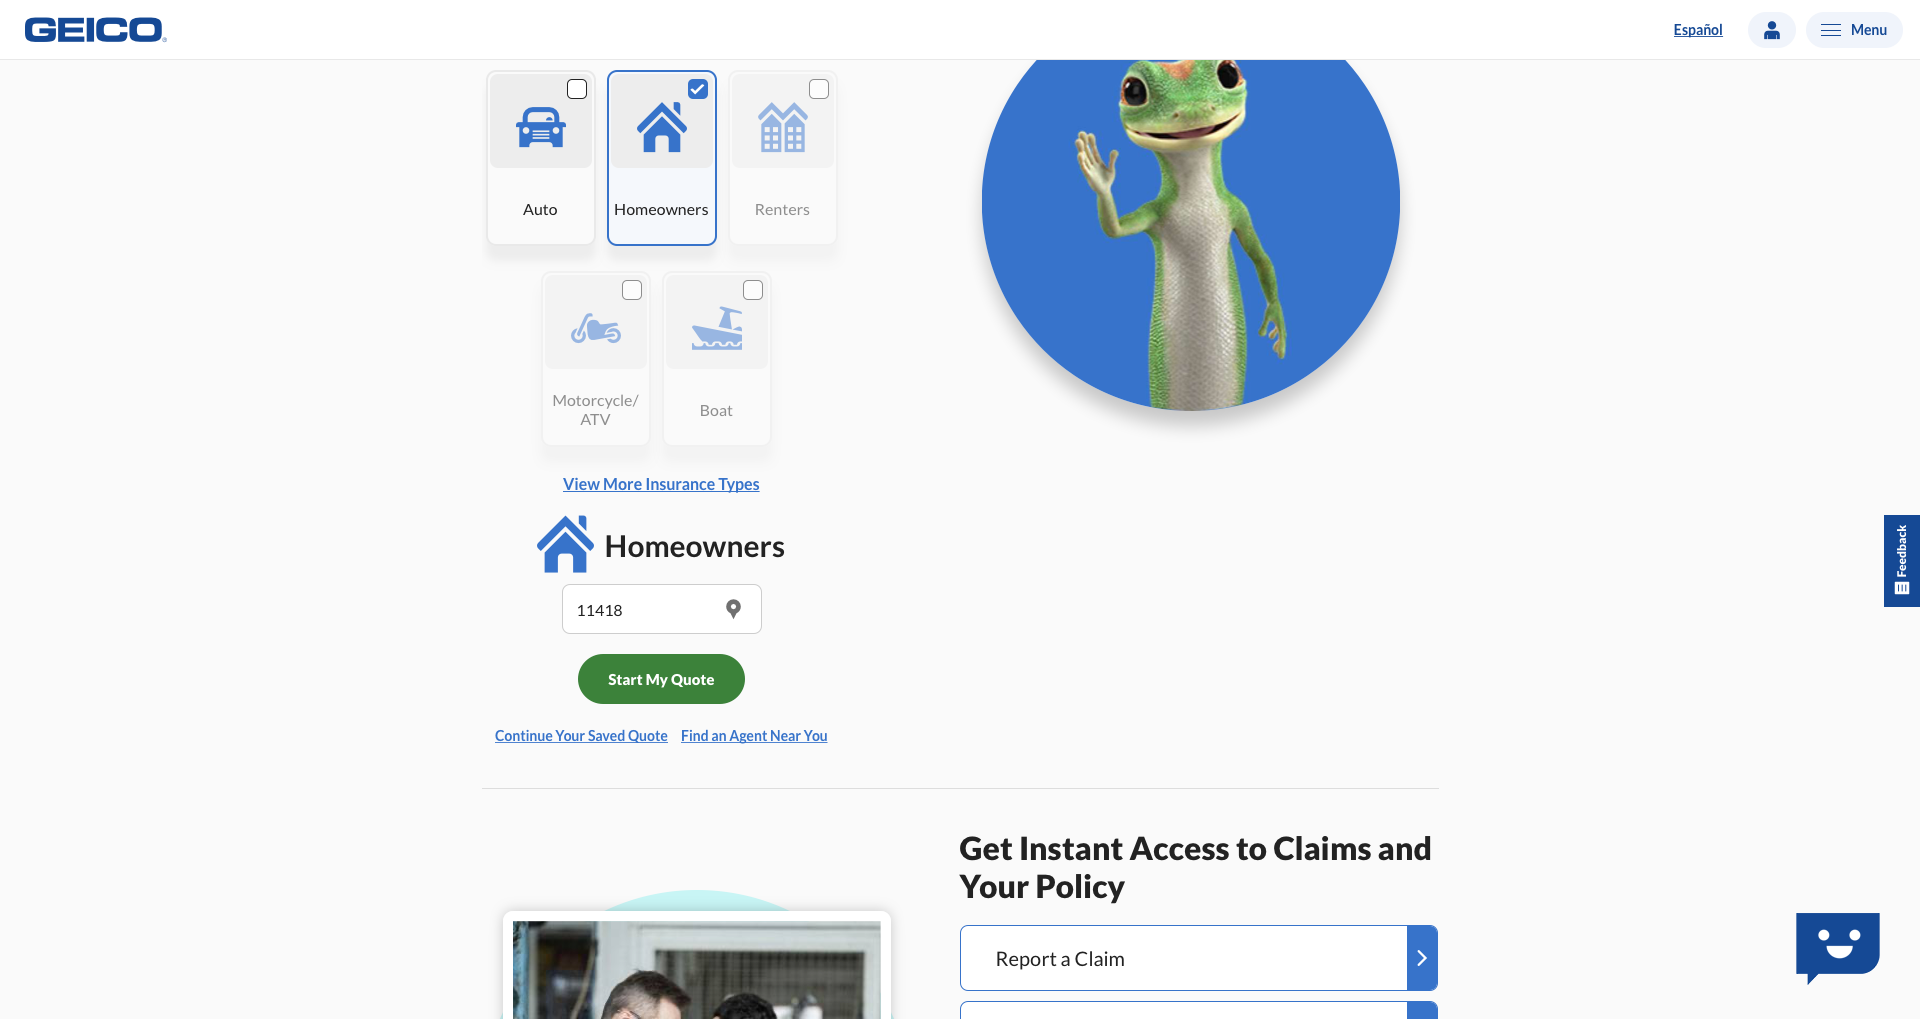 GEICO
Español
Menu
Auto
Homeowners
Renters
Motorcycle/
ATV
Boat
View More Insurance Types
Homeowners
11418
Start My Quote
Continue Your Saved Quote
Find an Agent Near You
Feedback
Get Instant Access to Claims and
Your Policy
Report a Claim